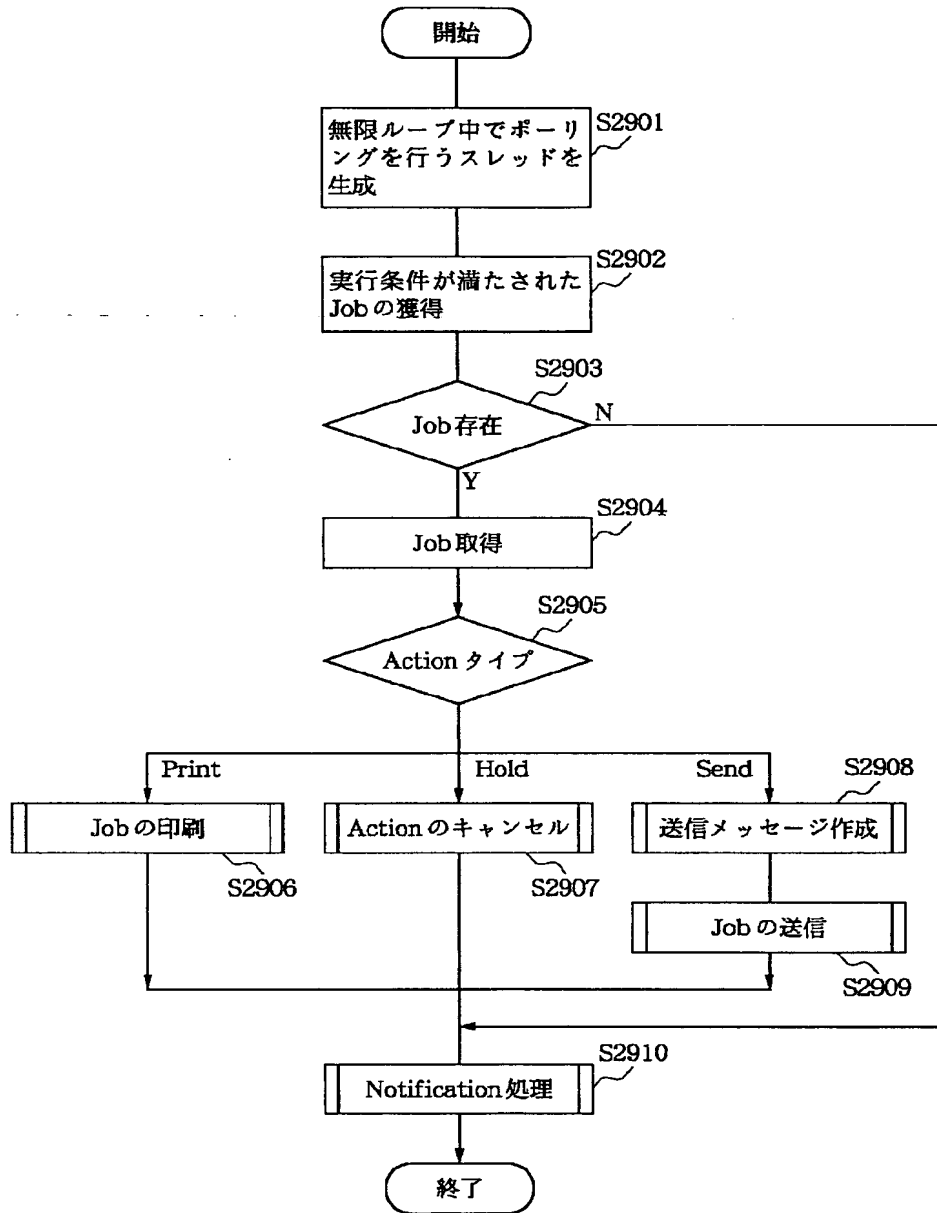 開始
S2901
無限ループ中でポーリングを行うスレッドを生成
S2902
実行条件が満たされた
Jobの獲得
S2903
Job存在
N
Y
S2904
Job取得
S2905
Actionタイプ
Print
Hold
Send
S2908
Jobの印刷
Actionのキャンセル
送信メッセージ作成
S2906
S2907
Jobの送信
S2909
S2910
Notification処理
終了